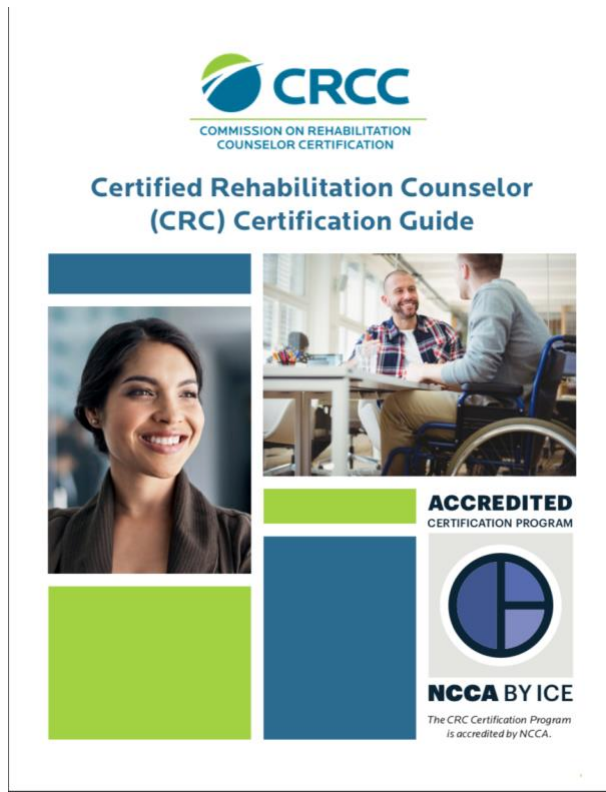 CRCC
COMMISSION ON REHABILITATION
COUNSELOR CERTIFICATION
Certified Rehabilitation Counselor
(CRC) Certification Guide
ACCREDITED
CERTIFICATION PROGRAM
NCCA BY ICE
The CRC Certification Program
is accredited by NCCA.